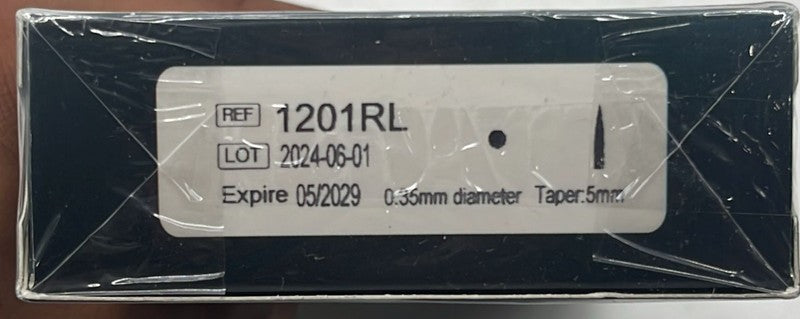 REF 1201RL
LOT 2024-06-01
Expire 05/2029 0.35mm diameter Taper:5mm